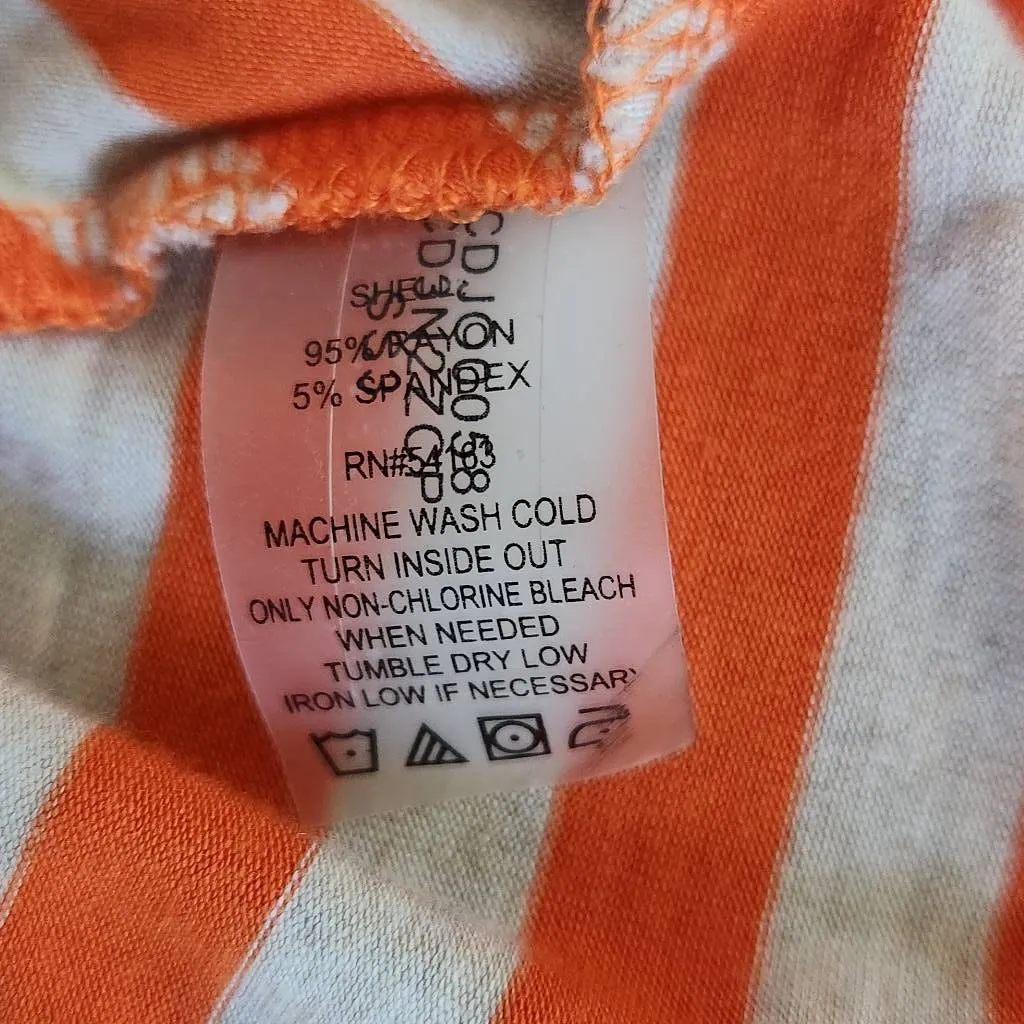 SHELL:
95% RAYON
5% SPANDEX
RN#54163
MACHINE WASH COLD
TURN INSIDE OUT
ONLY NON-CHLORINE BLEACH
WHEN NEEDED
TUMBLE DRY LOW
IRON LOW IF NECESSARY